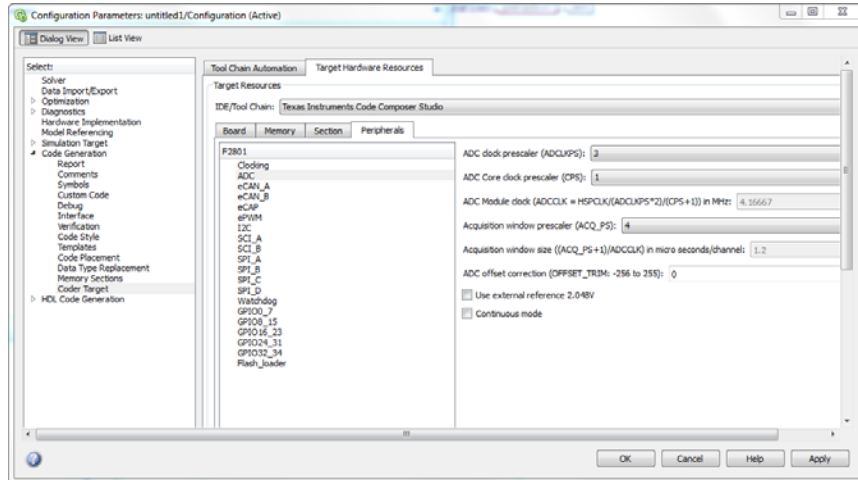 Configuration Parameters: untitled1/Configuration (Active)
Dialog View
List View
Select:
Solver
Data Import/Export
Optimization
Diagnostics
Hardware Implementation
Model Referencing
Simulation Target
Code Generation
Report
Comments
Symbols
Custom Code
Debug
Interface
Verification
Code Style
Templates
Code Placement
Data Type Replacement
Memory Sections
Coder Target
HDL Code Generation
Tool Chain Automation
Target Hardware Resources
Target Resources
IDE/Tool Chain: Texas Instruments Code Composer Studio
Board
Memory
Section
Peripherals
F2801
Clocking
ADC
eCAN_A
eCAN_B
eCAP
ePWM
I2C
SCI_A
SCI_B
SPI_A
SPI_B
SPI_C
SPI_D
Watchdog
GPIO0_7
GPIO8_15
GPIO16_23
GPIO24_31
GPIO32_34
Flash_loader
ADC clock prescaler (ADCLKPS): 3
ADC Core clock prescaler (CPS): 1
ADC Module clock (ADCCLK = HSPCLK/(ADCLKPS*2)/(CPS+1)) in MHz: 4.16667
Acquisition window prescaler (ACQ_PS): 4
Acquisition window size ((ACQ_PS+1)/ADCCLK) in micro seconds/channel: 1.2
ADC offset correction (OFFSET_TRIM: -256 to 255): 0
Use external reference 2.048V
Continuous mode
OK
Cancel
Help
Apply